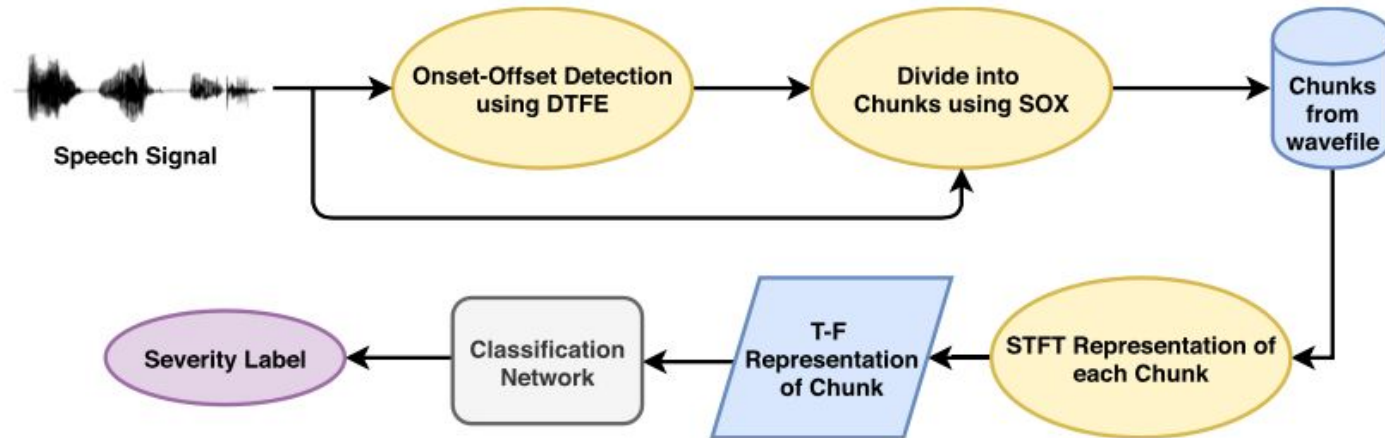 Speech Signal
Onset-Offset Detection
using DTFE
Divide into
Chunks using SOX
Chunks
from
wavefile
STFT Representation of
each Chunk
T-F
Representation
of Chunk
Classification
Network
Severity Label